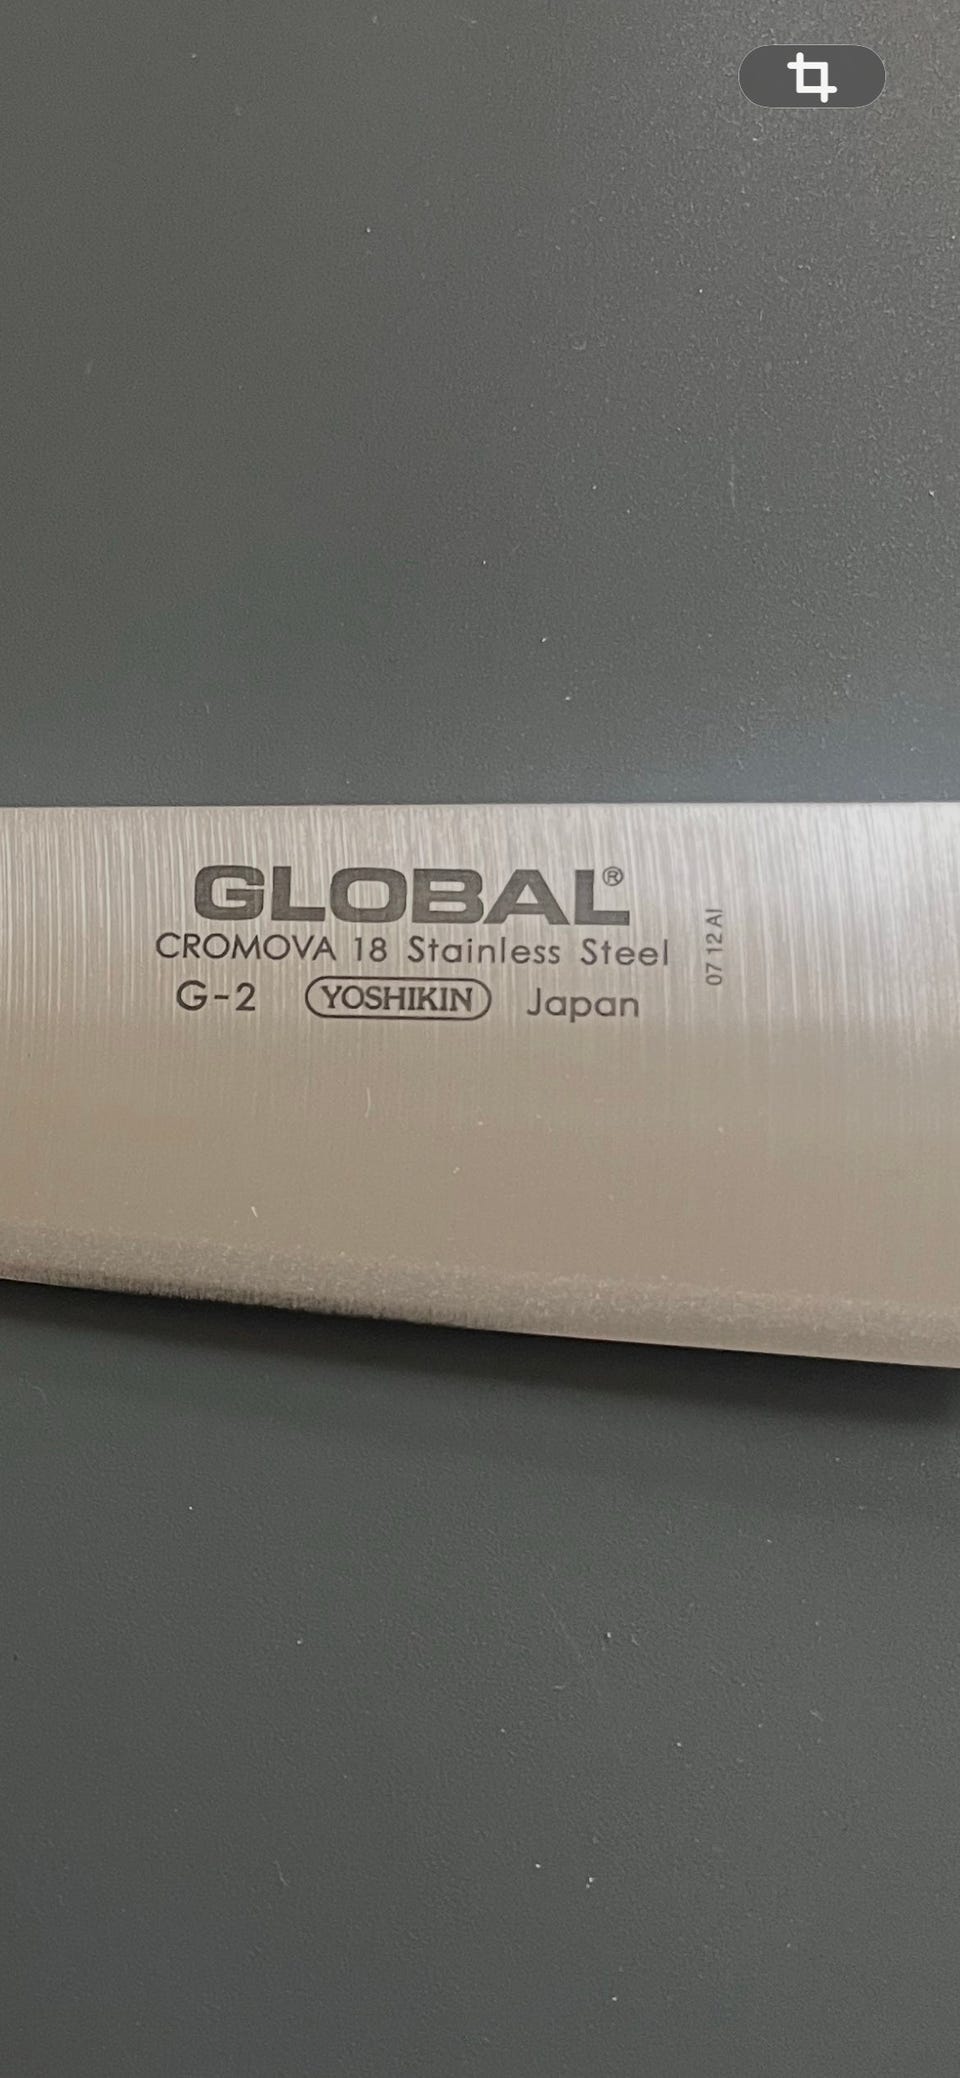 GLOBAL®
CROMOVA 18 Stainless Steel
G-2 YOSHIKIN Japan
07 12 AI